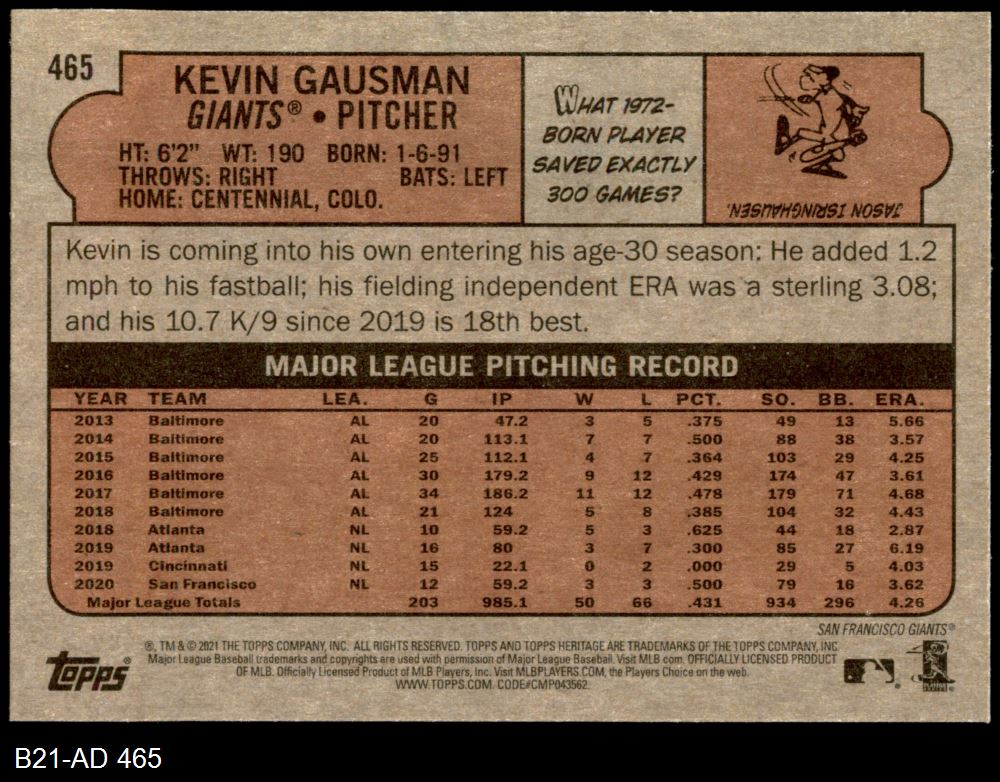 465
KEVIN GAUSMAN
GIANTS® • PITCHER
HT: 6'2" WT: 190 BORN: 1-6-91
THROWS: RIGHT BATS: LEFT
HOME: CENTENNIAL, COLO.
WHAT 1972-
BORN PLAYER
SAVED EXACTLY
300 GAMES?
JASON ISRINGHAUSEN.
Kevin is coming into his own entering his age-30 season: He added 1.2
mph to his fastball; his fielding independent ERA was a sterling 3.08;
and his 10.7 K/9 since 2019 is 18th best.
MAJOR LEAGUE PITCHING RECORD
YEAR TEAM LEA. G IP W L PCT. SO. BB. ERA.
2013 Baltimore AL 20 47.2 3 5 .375 49 13 5.66
2014 Baltimore AL 20 113.1 7 7 .500 88 38 3.57
2015 Baltimore AL 25 112.1 4 7 .364 103 29 4.25
2016 Baltimore AL 30 179.2 9 12 .429 174 47 3.61
2017 Baltimore AL 34 186.2 11 12 .478 179 71 4.68
2018 Baltimore AL 21 124 5 8 .385 104 32 4.43
2018 Atlanta NL 10 59.2 5 3 .625 44 18 2.87
2019 Atlanta NL 16 80 3 7 .300 85 27 6.19
2019 Cincinnati NL 15 22.1 0 2 .000 29 5 4.03
2020 San Francisco NL 12 59.2 3 3 .500 79 16 3.62
Major League Totals 203 985.1 50 66 .431 934 296 4.26
SAN FRANCISCO GIANTS®
®, TM & © 2021 THE TOPPS COMPANY, INC. ALL RIGHTS RESERVED. TOPPS AND TOPPS HERITAGE ARE TRADEMARKS OF THE TOPPS COMPANY, INC.
Major League Baseball trademarks and copyrights are used with permission of Major League Baseball. Visit MLB.com. OFFICIALLY LICENSED PRODUCT
OF MLB. Officially Licensed Product of MLB Players, Inc. Visit MLBPLAYERS.COM, the Players Choice on the web.
WWW.TOPPS.COM. CODE#CMP043562.
Topps®
B21-AD 465